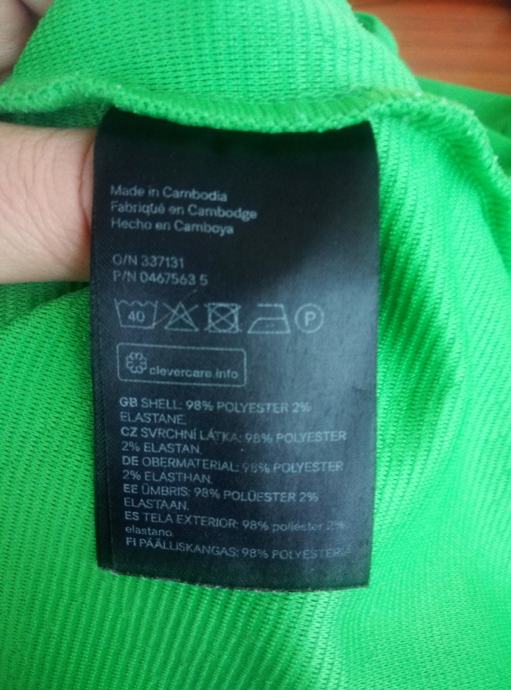 Made in Cambodia
Fabriqué en Cambodge
Hecho en Camboya
O/N 337131
P/N 0467563 5
40
P
clevercare.info
GB SHELL: 98% POLYESTER 2%
ELASTANE.
CZ SVRCHNÍ LÁTKA: 98% POLYESTER
2% ELASTAN.
DE OBERMATERIAL: 98% POLYESTER
2% ELASTHAN.
EE ÜMBRIS: 98% POLÜESTER 2%
ELASTAAN.
ES TELA EXTERIOR: 98% poliéster 2%
elastano.
FI PÄÄLLISKANGAS: 98% POLYESTERIÄ